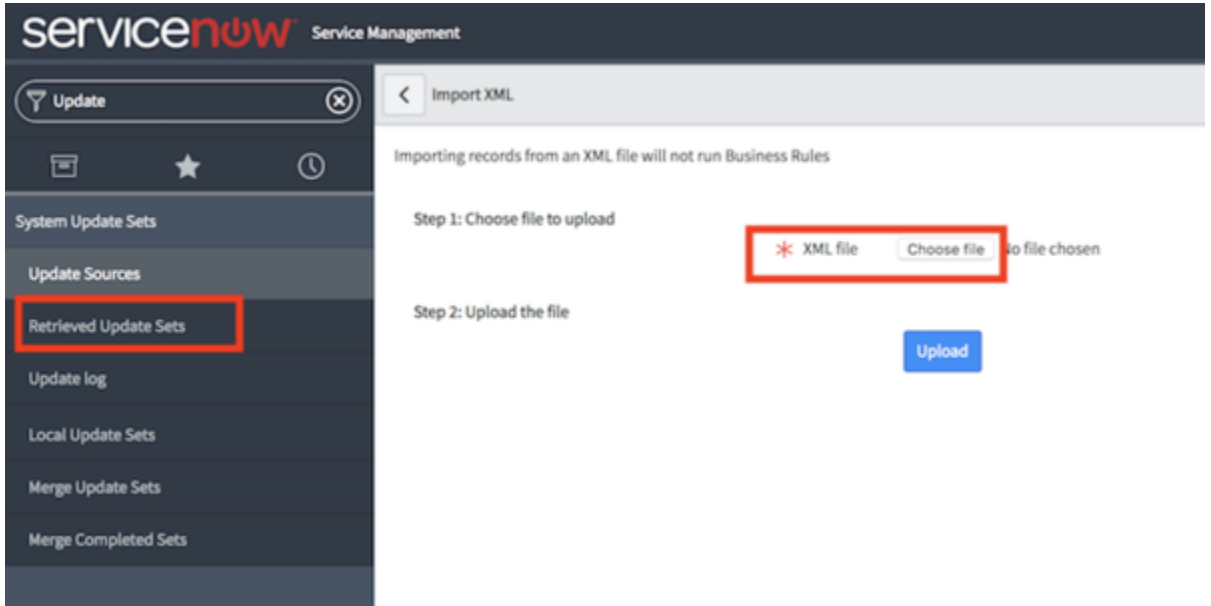 servicenow Service Management
Update
Import XML
Importing records from an XML file will not run Business Rules
System Update Sets
Step 1: Choose file to upload
XML file Choose file No file chosen
Update Sources
Retrieved Update Sets
Step 2: Upload the file
Upload
Update log
Local Update Sets
Merge Update Sets
Merge Completed Sets